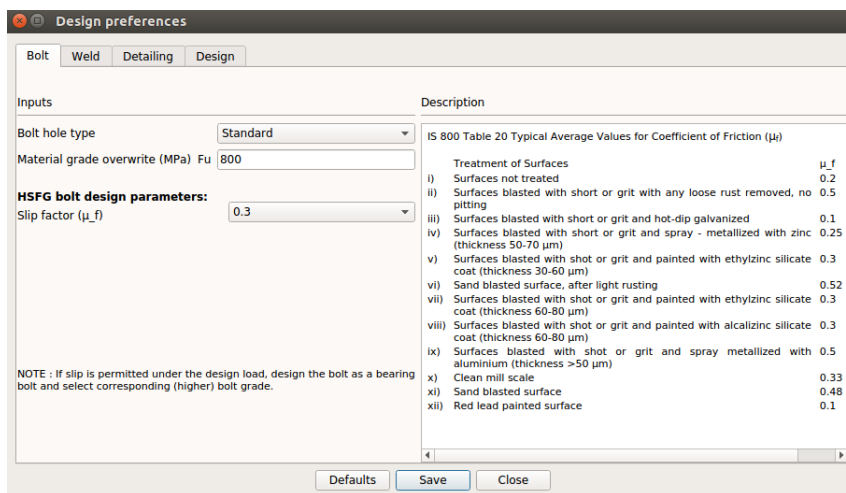 Design preferences
Bolt Weld Detailing Design
Inputs
Bolt hole type Standard
Material grade overwrite (MPa) Fu 800
HSFG bolt design parameters:
Slip factor (µ_f) 0.3
NOTE : If slip is permitted under the design load, design the bolt as a bearing
bolt and select corresponding (higher) bolt grade.
Description
IS 800 Table 20 Typical Average Values for Coefficient of Friction (µf)
Treatment of Surfaces µ_f
i) Surfaces not treated 0.2
ii) Surfaces blasted with short or grit with any loose rust removed, no 0.5
pitting
iii) Surfaces blasted with short or grit and hot-dip galvanized 0.1
iv) Surfaces blasted with short or grit and spray - metallized with zinc 0.25
(thickness 50-70 µm)
v) Surfaces blasted with shot or grit and painted with ethylzinc silicate 0.3
coat (thickness 30-60 µm)
vi) Sand blasted surface, after light rusting 0.52
vii) Surfaces blasted with shot or grit and painted with ethylzinc silicate 0.3
coat (thickness 60-80 µm)
viii) Surfaces blasted with shot or grit and painted with alcalizinc silicate 0.3
coat (thickness 60-80 µm)
ix) Surfaces blasted with shot or grit and spray metallized with 0.5
aluminium (thickness >50 µm)
x) Clean mill scale 0.33
xi) Sand blasted surface 0.48
xii) Red lead painted surface 0.1
Defaults Save Close